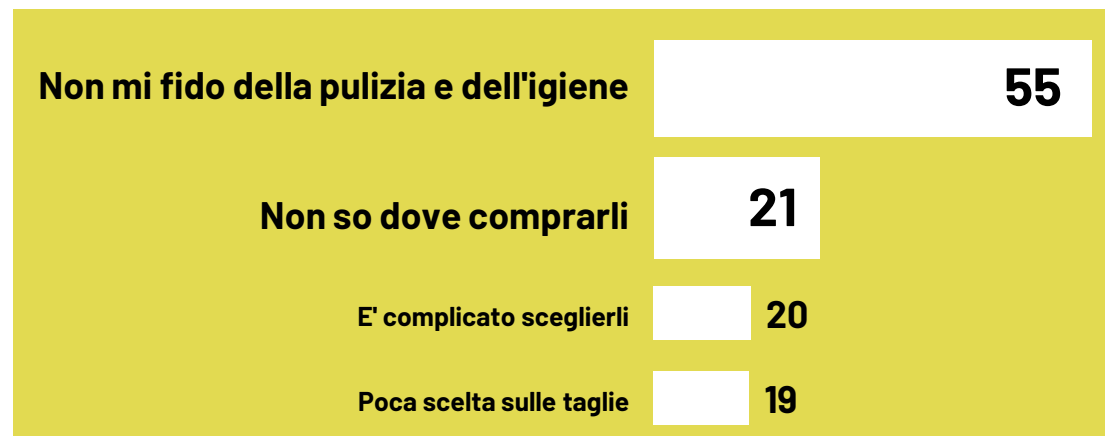 Non mi fido della pulizia e dell'igiene 55
Non so dove comprarli 21
E' complicato sceglierli 20
Poca scelta sulle taglie 19